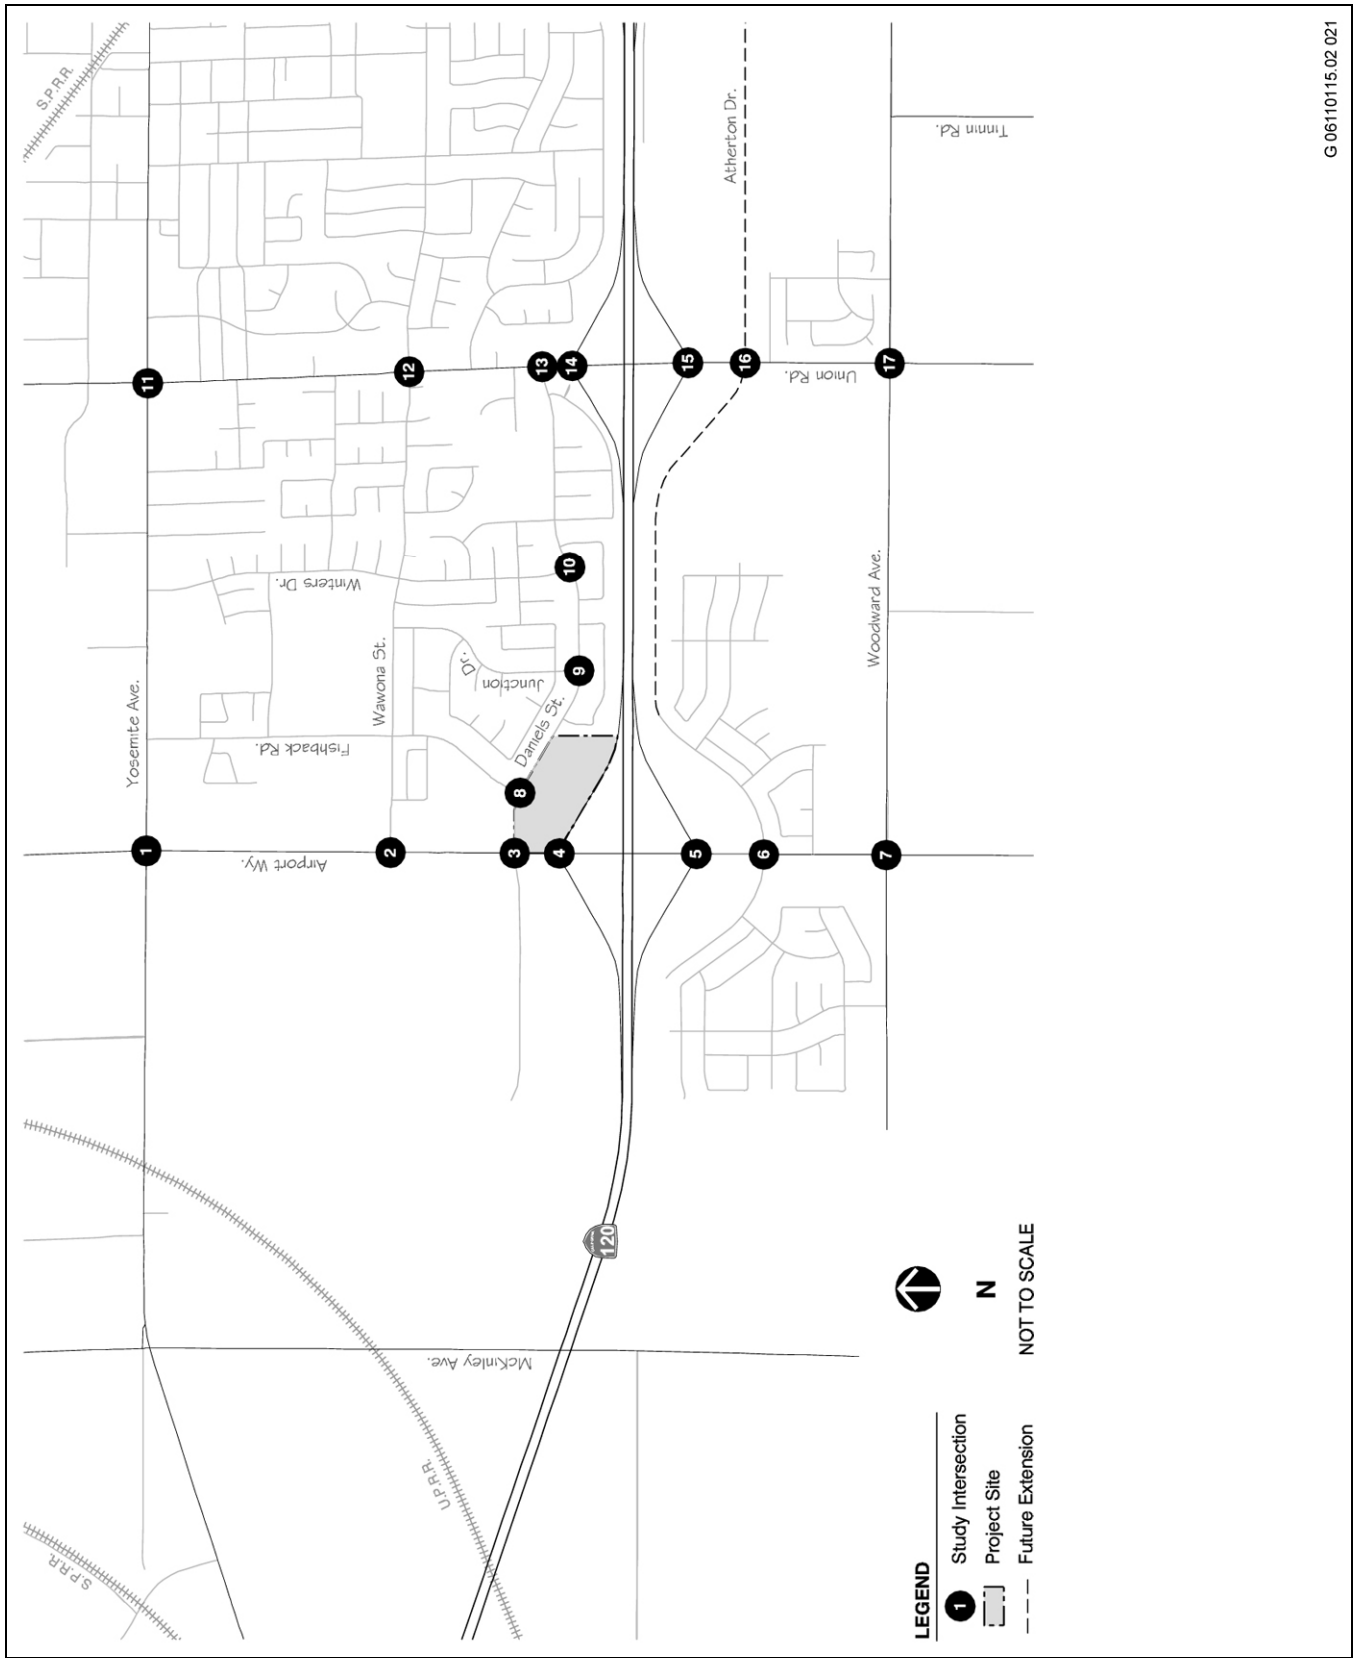 S.P.R.R.
Yosemite Ave.
Airport Wy.
Fishback Rd.
Winters Dr.
Wawona St.
Junction
Dr.
Daniels St.
Atherton Dr.
Union Rd.
Woodward Ave.
Tinnin Rd.
McKinley Ave.
U.P.R.R.
S.P.R.R.
120
1
2
3
4
5
6
7
8
9
10
11
12
13
14
15
16
17
LEGEND
1 Study Intersection
Project Site
Future Extension
N
NOT TO SCALE
G 06110115.02 021